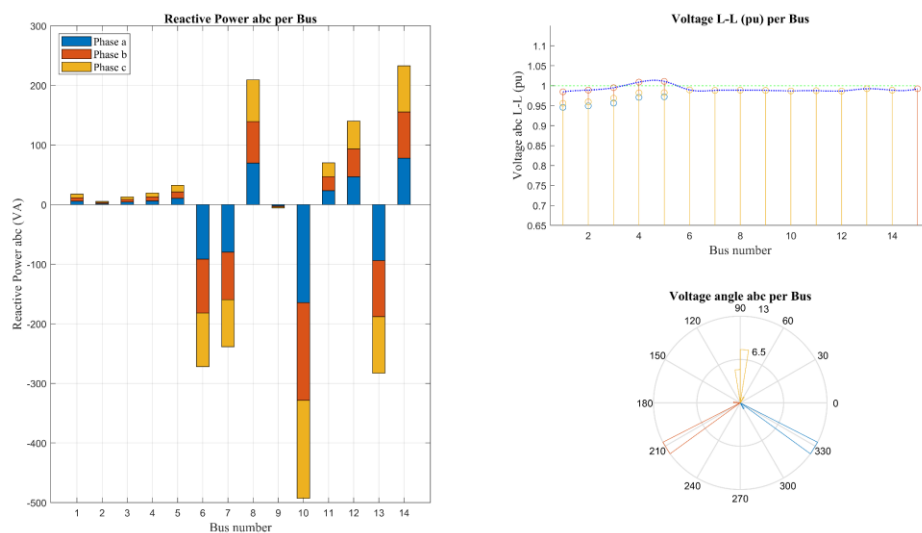 Reactive Power abc per Bus
300
200
100
0
-100
-200
-300
-400
-500
Reactive Power abc (VA)
Phase a
Phase b
Phase c
1 2 3 4 5 6 7 8 9 10 11 12 13 14
Bus number
Voltage L-L (pu) per Bus
1.1
1.05
1
0.95
0.9
0.85
0.8
0.75
0.7
0.65
Voltage abc L-L (pu)
2 4 6 8 10 12 14
Bus number
Voltage angle abc per Bus
90 13
120 60
150 6.5 30
180 0
210 330
240 300
270